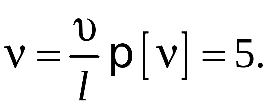 ν = υ/l p[ν] = 5.